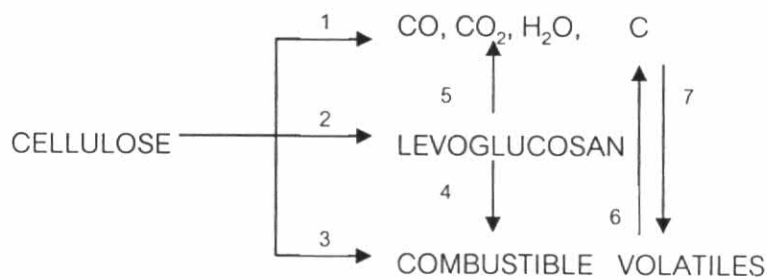 1
CO, CO₂, H₂O, C
5
7
2
CELLULOSE
LEVOGLUCOSAN
4
6
3
COMBUSTIBLE VOLATILES